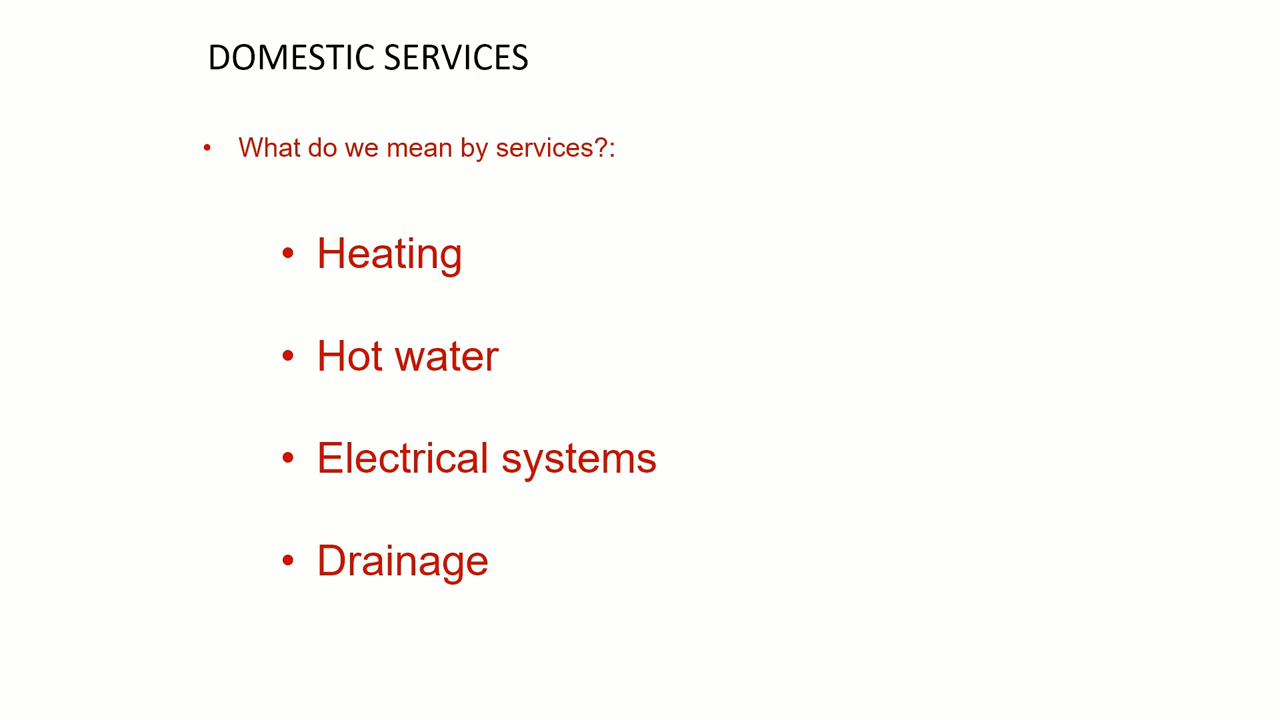 DOMESTIC SERVICES
• What do we mean by services?:
• Heating
• Hot water
• Electrical systems
• Drainage